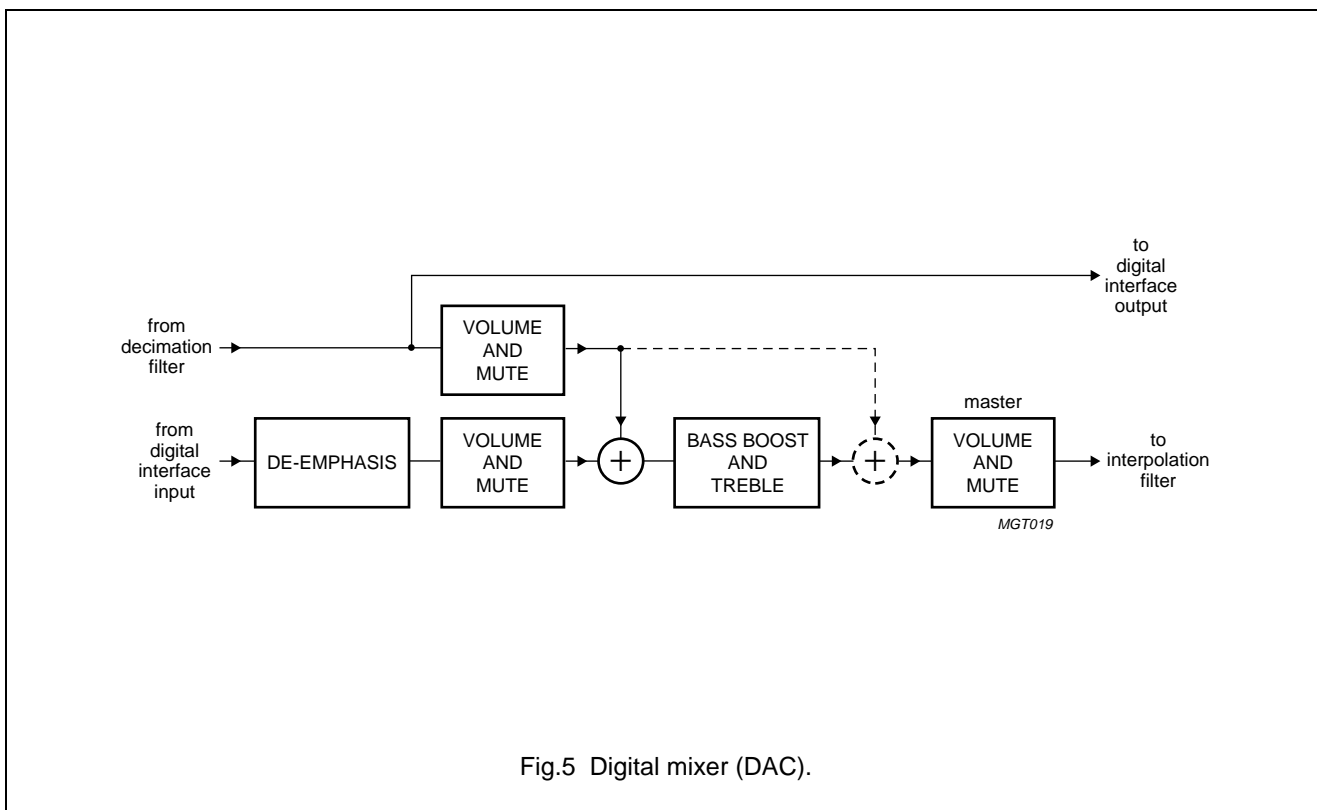 to
digital
interface
output
from
decimation
filter
VOLUME
AND
MUTE
from
digital
interface
input
DE-EMPHASIS
VOLUME
AND
MUTE
+
BASS BOOST
AND
TREBLE
+
master
VOLUME
AND
MUTE
to
interpolation
filter
MGT019
Fig.5 Digital mixer (DAC).